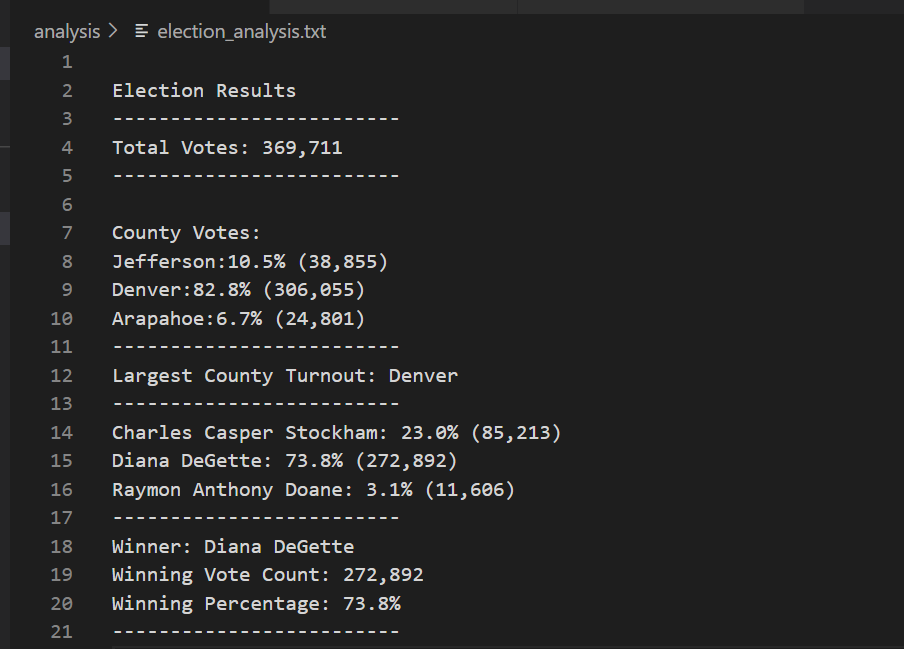 analysis > election_analysis.txt
1
2 Election Results
3 -------------------------
4 Total Votes: 369,711
5 -------------------------
6
7 County Votes:
8 Jefferson:10.5% (38,855)
9 Denver:82.8% (306,055)
10 Arapahoe:6.7% (24,801)
11 -------------------------
12 Largest County Turnout: Denver
13 -------------------------
14 Charles Casper Stockham: 23.0% (85,213)
15 Diana DeGette: 73.8% (272,892)
16 Raymon Anthony Doane: 3.1% (11,606)
17 -------------------------
18 Winner: Diana DeGette
19 Winning Vote Count: 272,892
20 Winning Percentage: 73.8%
21 -------------------------